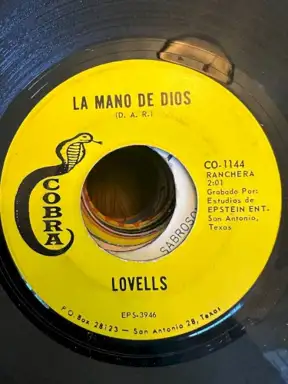 LA MANO DE DIOS
(D. A. R.)
COBRA
CO-1144
RANCHERA
2:01
Grabado Por:
Estudios de
EPSTEIN ENT.
San Antonio,
Texas
SABROSO
LOVELLS
EPS-3946
P O Box 28123 - San Antonio 28, Texas